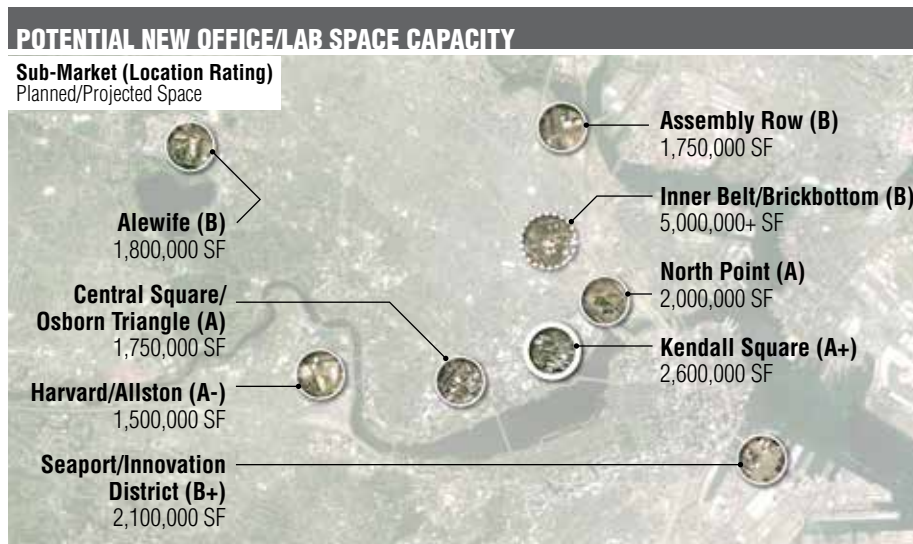 POTENTIAL NEW OFFICE/LAB SPACE CAPACITY
Sub-Market (Location Rating)
Planned/Projected Space
Assembly Row (B)
1,750,000 SF
Inner Belt/Brickbottom (B)
5,000,000+ SF
Alewife (B)
1,800,000 SF
North Point (A)
2,000,000 SF
Central Square/
Osborn Triangle (A)
1,750,000 SF
Kendall Square (A+)
2,600,000 SF
Harvard/Allston (A-)
1,500,000 SF
Seaport/Innovation
District (B+)
2,100,000 SF